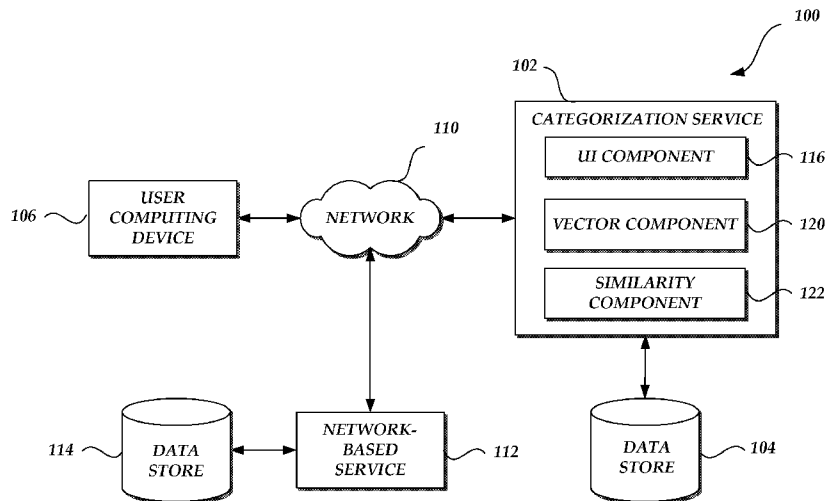 100
102
CATEGORIZATION SERVICE
110
UI COMPONENT
116
106
USER
COMPUTING
DEVICE
NETWORK
VECTOR COMPONENT
120
SIMILARITY
COMPONENT
122
114
DATA
STORE
NETWORK-
BASED
SERVICE
112
DATA
STORE
104